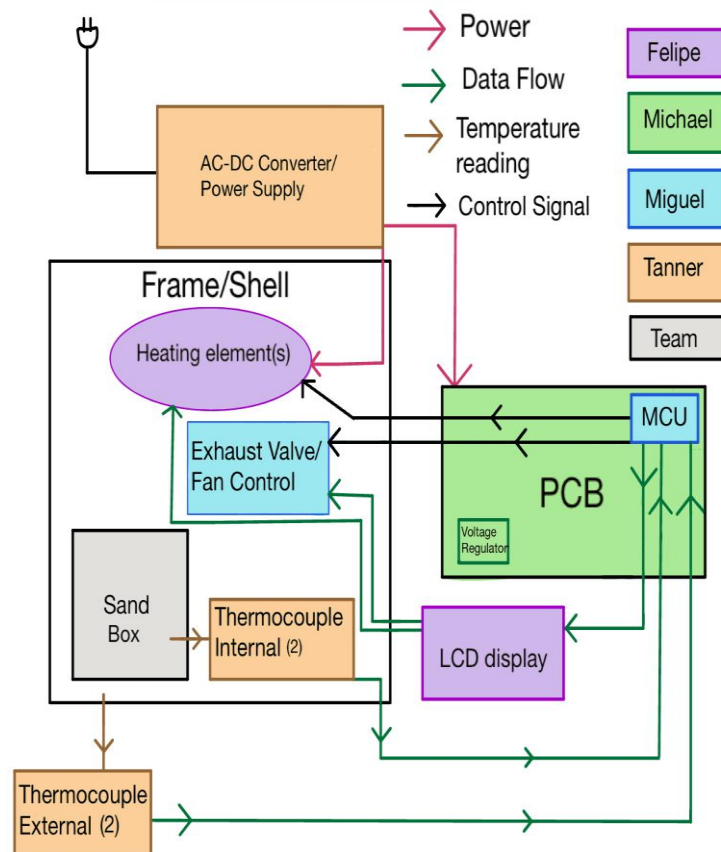 Power
Data Flow
Temperature
reading
Control Signal
Felipe
Michael
Miguel
Tanner
Team
AC-DC Converter/
Power Supply
Frame/Shell
Heating element(s)
Exhaust Valve/
Fan Control
MCU
PCB
Voltage
Regulator
Sand
Box
Thermocouple
Internal (2)
LCD display
Thermocouple
External (2)